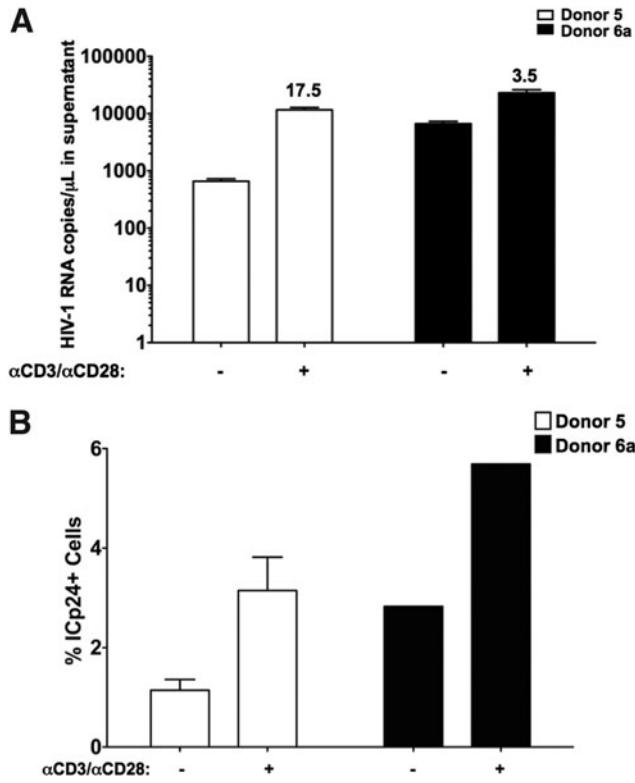 A
Donor 5
Donor 6a
HIV-1 RNA copies/μL in supernatant
100000
10000
1000
100
10
1
17.5
3.5
αCD3/αCD28: - + - +
B
Donor 5
Donor 6a
% ICp24+ Cells
6
4
2
0
αCD3/αCD28: - + - +